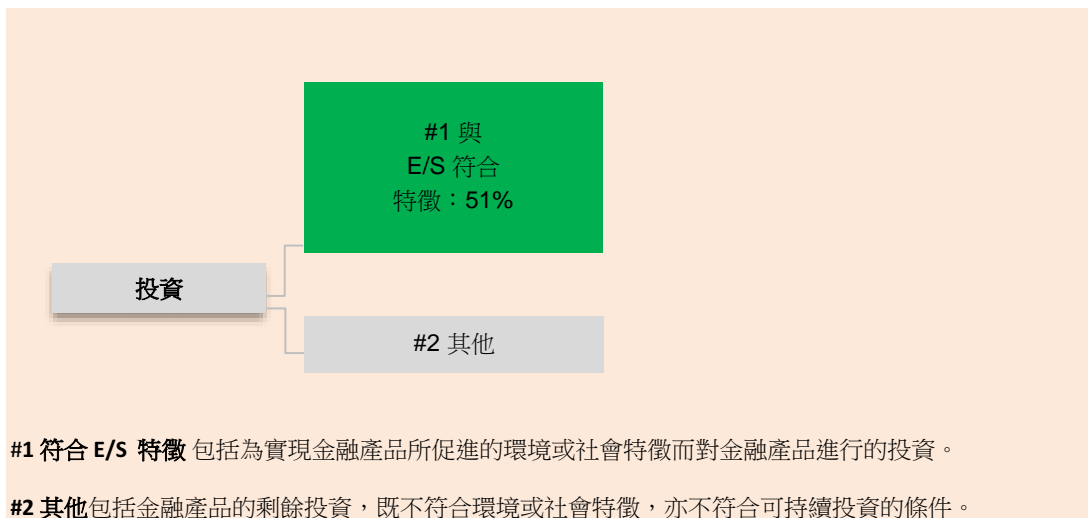 #1 與
E/S 符合
特徵：51%
投資
#2 其他
#1 符合 E/S 特徵 包括為實現金融產品所促進的環境或社會特徵而對金融產品進行的投資。
#2 其他包括金融產品的剩餘投資，既不符合環境或社會特徵，亦不符合可持續投資的條件。